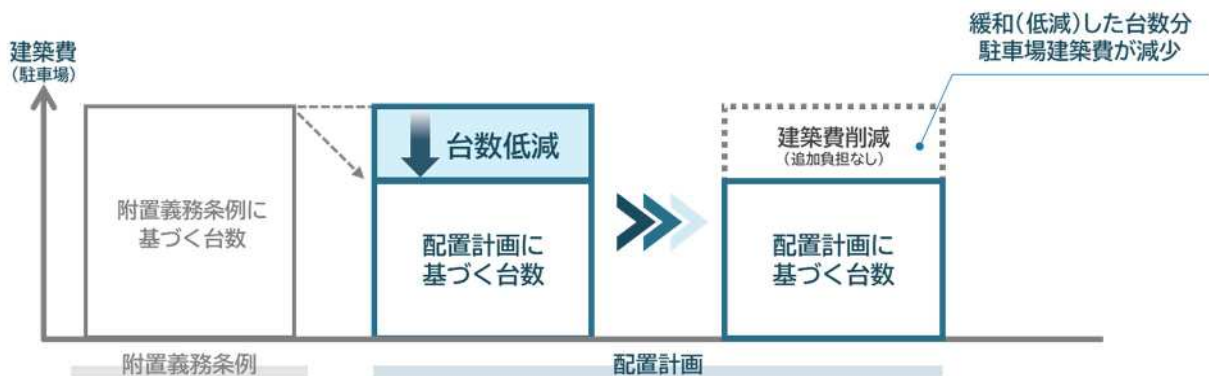 緩和(低減)した台数分
駐車場建築費が減少
建築費
(駐車場)
附置義務条例に
基づく台数
台数低減
配置計画に
基づく台数
建築費削減
(追加負担なし)
配置計画に
基づく台数
附置義務条例
配置計画